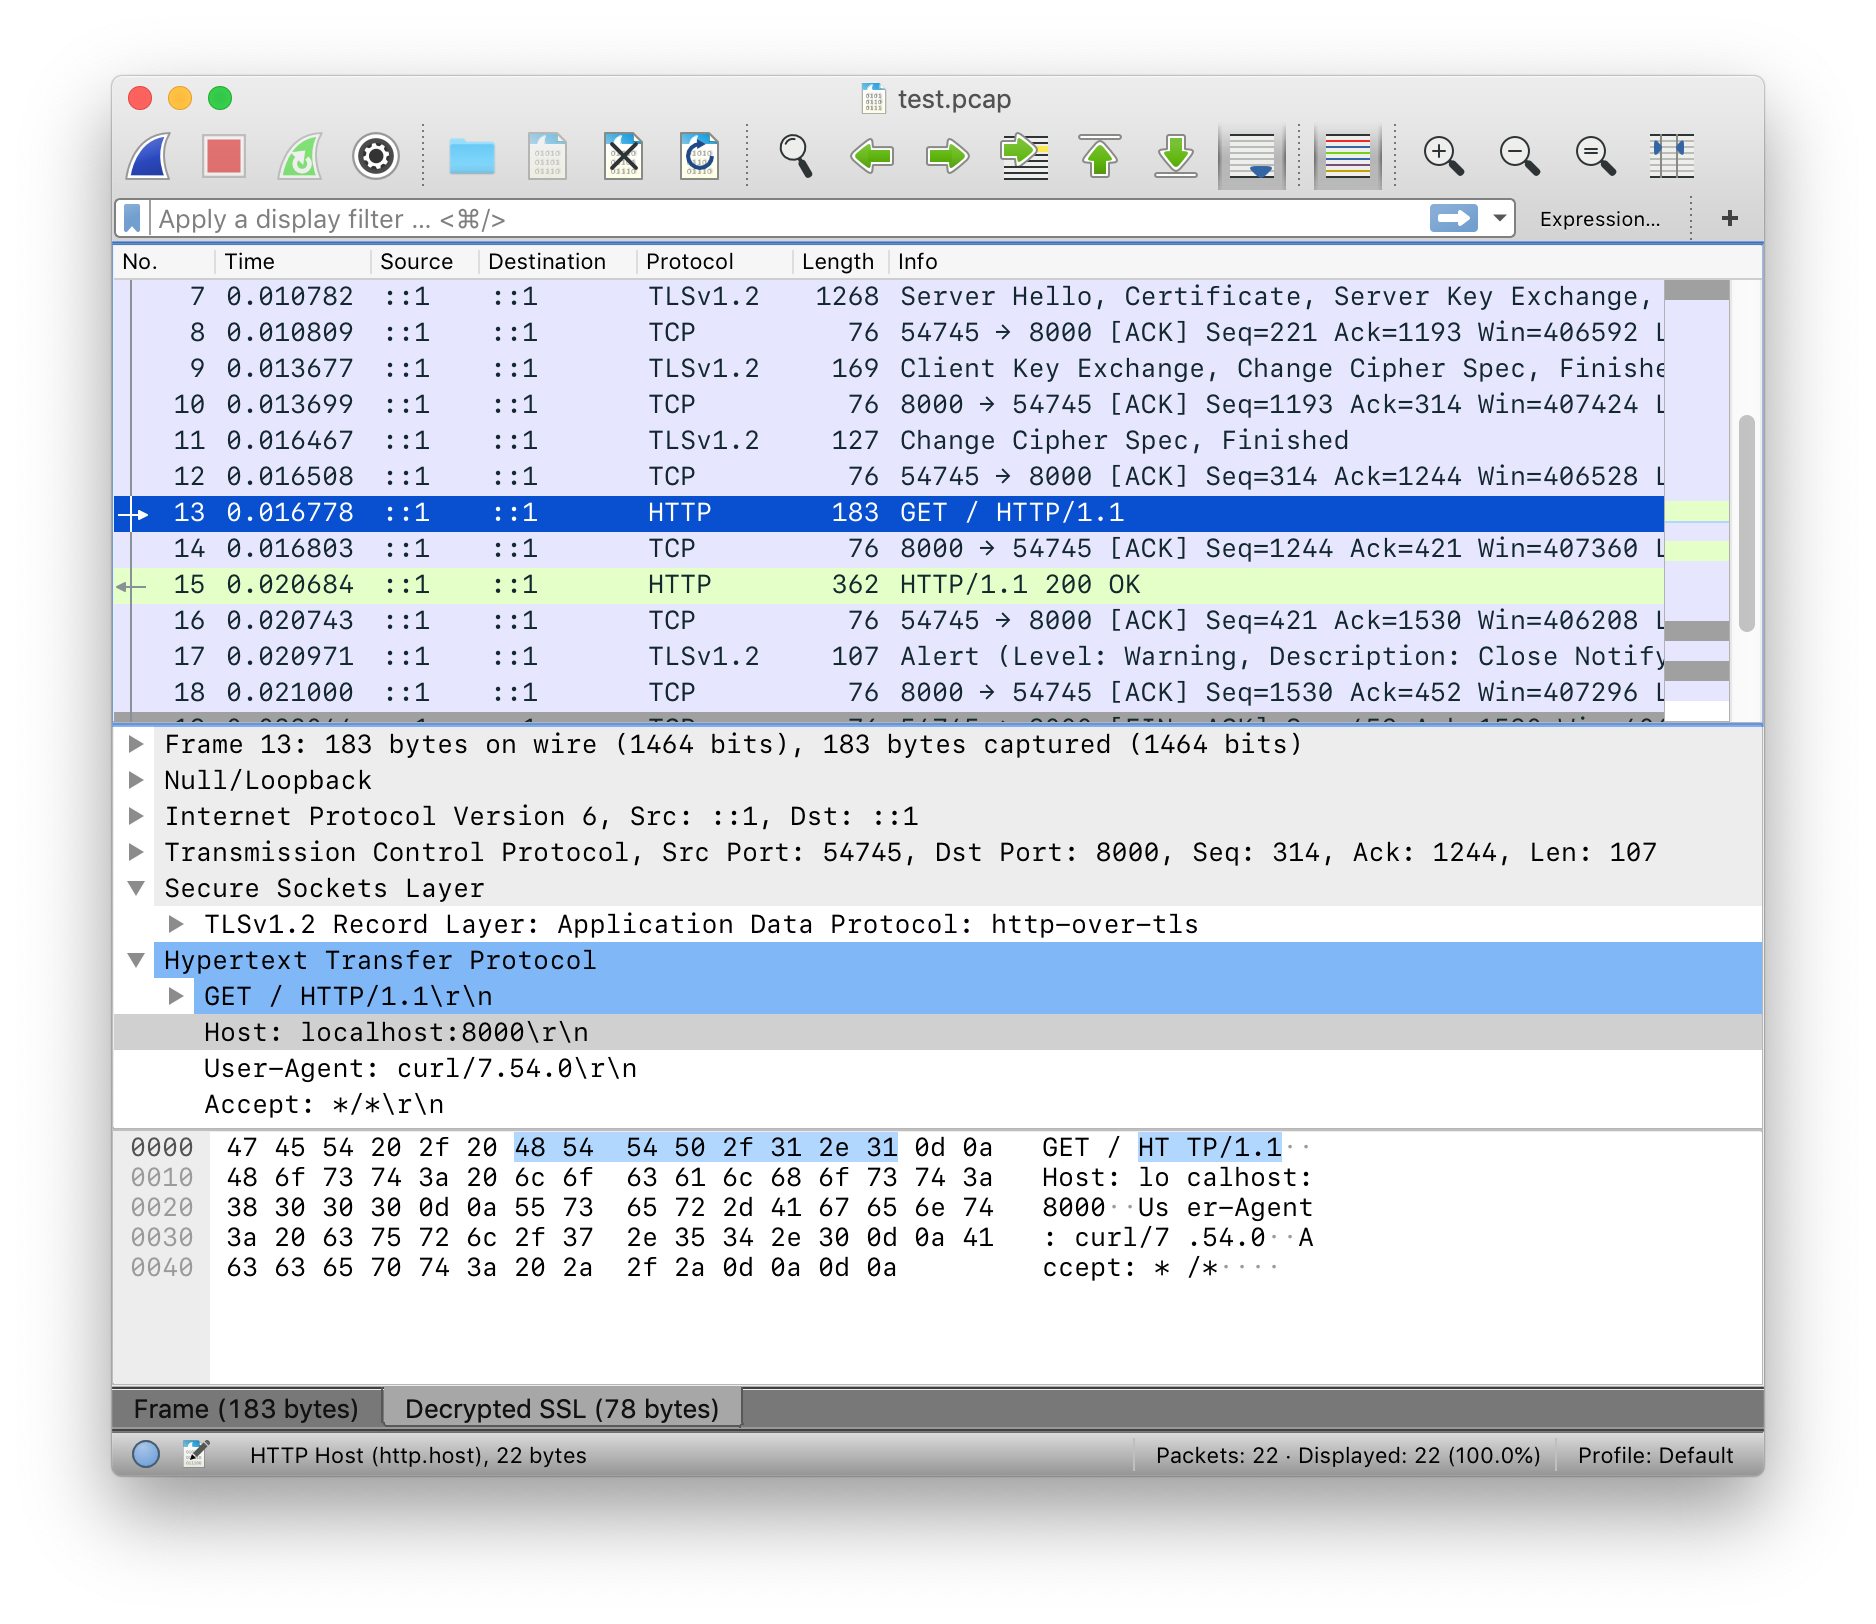 test.pcap
Apply a display filter ... <⌘/>
Expression...
+
No. Time Source Destination Protocol Length Info
7 0.010782 ::1 ::1 TLSv1.2 1268 Server Hello, Certificate, Server Key Exchange,
8 0.010809 ::1 ::1 TCP 76 54745 → 8000 [ACK] Seq=221 Ack=1193 Win=406592 L
9 0.013677 ::1 ::1 TLSv1.2 169 Client Key Exchange, Change Cipher Spec, Finishe
10 0.013699 ::1 ::1 TCP 76 8000 → 54745 [ACK] Seq=1193 Ack=314 Win=407424 L
11 0.016467 ::1 ::1 TLSv1.2 127 Change Cipher Spec, Finished
12 0.016508 ::1 ::1 TCP 76 54745 → 8000 [ACK] Seq=314 Ack=1244 Win=406528 L
13 0.016778 ::1 ::1 HTTP 183 GET / HTTP/1.1
14 0.016803 ::1 ::1 TCP 76 8000 → 54745 [ACK] Seq=1244 Ack=421 Win=407360 L
15 0.020684 ::1 ::1 HTTP 362 HTTP/1.1 200 OK
16 0.020743 ::1 ::1 TCP 76 54745 → 8000 [ACK] Seq=421 Ack=1530 Win=406208 L
17 0.020971 ::1 ::1 TLSv1.2 107 Alert (Level: Warning, Description: Close Notify
18 0.021000 ::1 ::1 TCP 76 8000 → 54745 [ACK] Seq=1530 Ack=452 Win=407296 L
Frame 13: 183 bytes on wire (1464 bits), 183 bytes captured (1464 bits)
Null/Loopback
Internet Protocol Version 6, Src: ::1, Dst: ::1
Transmission Control Protocol, Src Port: 54745, Dst Port: 8000, Seq: 314, Ack: 1244, Len: 107
Secure Sockets Layer
TLSv1.2 Record Layer: Application Data Protocol: http-over-tls
Hypertext Transfer Protocol
GET / HTTP/1.1\r\n
Host: localhost:8000\r\n
User-Agent: curl/7.54.0\r\n
Accept: */*\r\n
0000 47 45 54 20 2f 20 48 54 54 50 2f 31 2e 31 0d 0a GET / HT TP/1.1··
0010 48 6f 73 74 3a 20 6c 6f 63 61 6c 68 6f 73 74 3a Host: lo calhost:
0020 38 30 30 30 0d 0a 55 73 65 72 2d 41 67 65 6e 74 8000··Us er-Agent
0030 3a 20 63 75 72 6c 2f 37 2e 35 34 2e 30 0d 0a 41 : curl/7 .54.0··A
0040 63 63 65 70 74 3a 20 2a 2f 2a 0d 0a 0d 0a ccept: * /*····
Frame (183 bytes) Decrypted SSL (78 bytes)
HTTP Host (http.host), 22 bytes Packets: 22 · Displayed: 22 (100.0%) Profile: Default